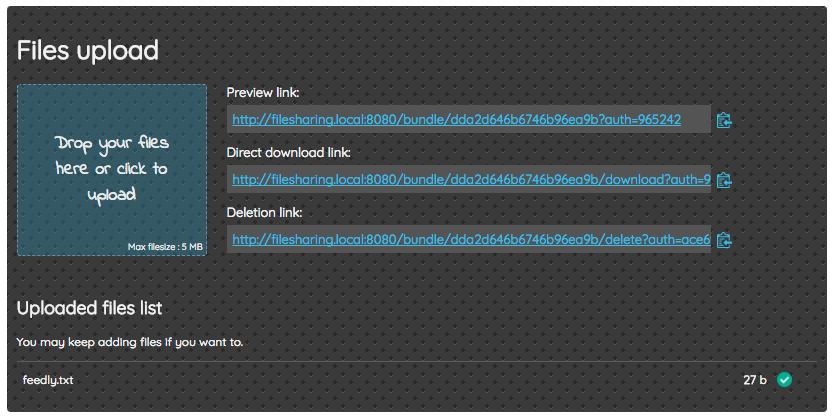 Files upload
Drop your files
here or click to
upload
Max filesize : 5 MB
Preview link:
http://filesharing.local:8080/bundle/dda2d646b6746b96ea9b?auth=965242
Direct download link:
http://filesharing.local:8080/bundle/dda2d646b6746b96ea9b/download?auth=9
Deletion link:
http://filesharing.local:8080/bundle/dda2d646b6746b96ea9b/delete?auth=ace6
Uploaded files list
You may keep adding files if you want to.
feedly.txt 27 b